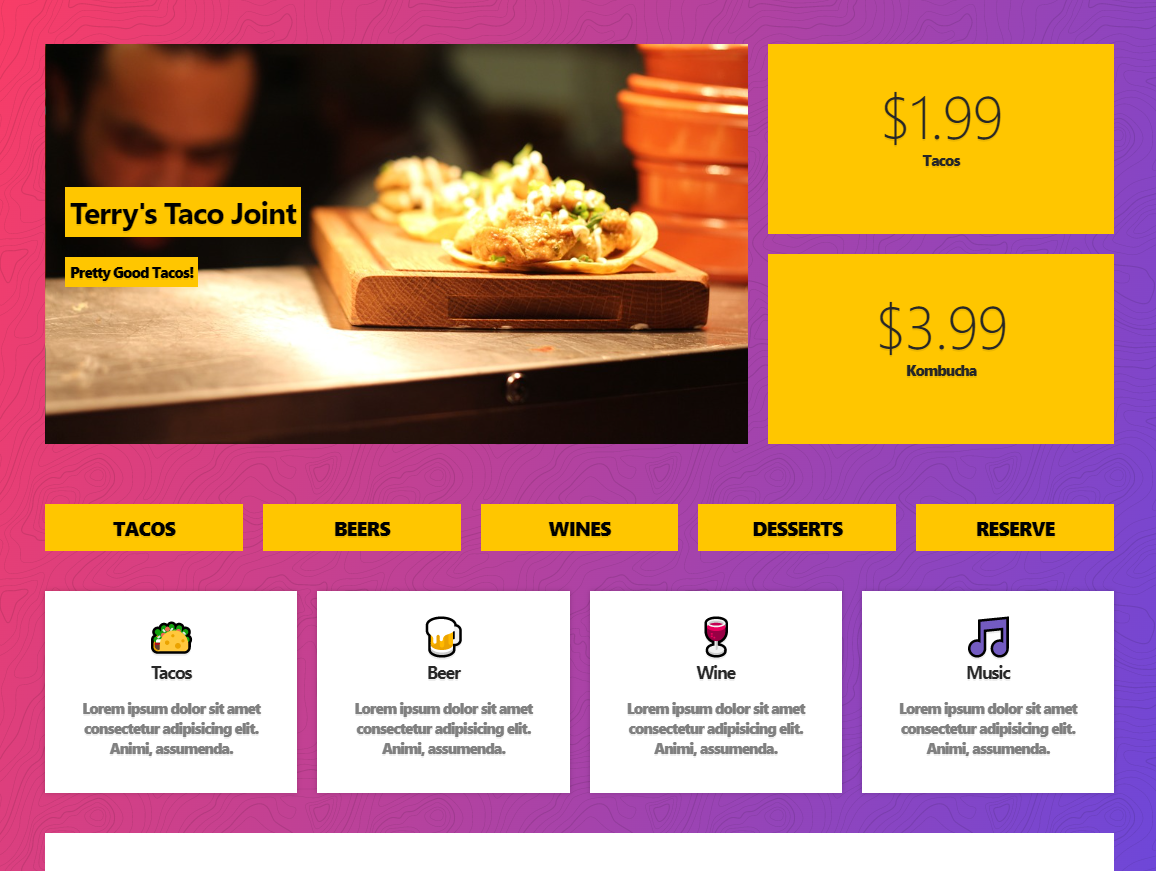 Terry's Taco Joint
Pretty Good Tacos!
$1.99
Tacos
$3.99
Kombucha
TACOS
BEERS
WINES
DESSERTS
RESERVE
Tacos
Lorem ipsum dolor sit amet
consectetur adipisicing elit.
Animi, assumenda.
Beer
Lorem ipsum dolor sit amet
consectetur adipisicing elit.
Animi, assumenda.
Wine
Lorem ipsum dolor sit amet
consectetur adipisicing elit.
Animi, assumenda.
Music
Lorem ipsum dolor sit amet
consectetur adipisicing elit.
Animi, assumenda.